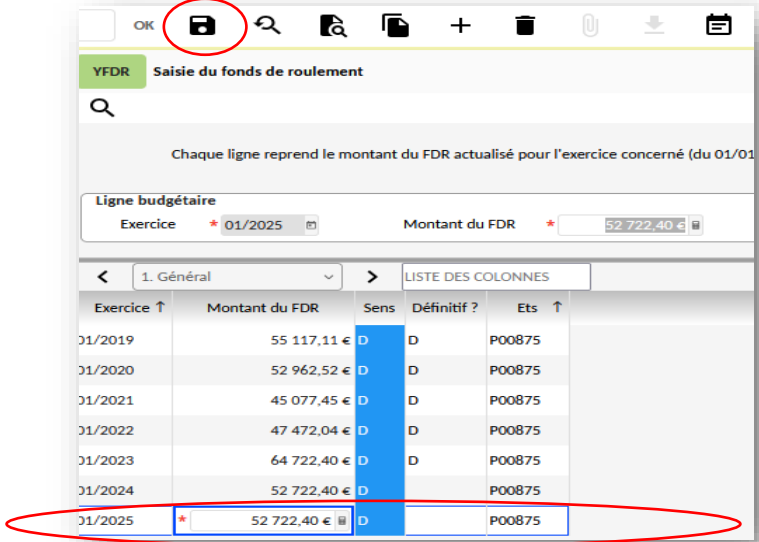 OK
YFDR Saisie du fonds de roulement
Chaque ligne reprend le montant du FDR actualisé pour l'exercice concerné (du 01/01
Ligne budgétaire
Exercice * 01/2025 Montant du FDR * 52 722,40 €
1. Général LISTE DES COLONNES
Exercice ↑ Montant du FDR Sens Définitif ? Ets ↑
01/2019 55 117,11 € D D P00875
01/2020 52 962,52 € D D P00875
01/2021 45 077,45 € D D P00875
01/2022 47 472,04 € D D P00875
01/2023 64 722,40 € D D P00875
01/2024 52 722,40 € D P00875
01/2025 * 52 722,40 € D P00875